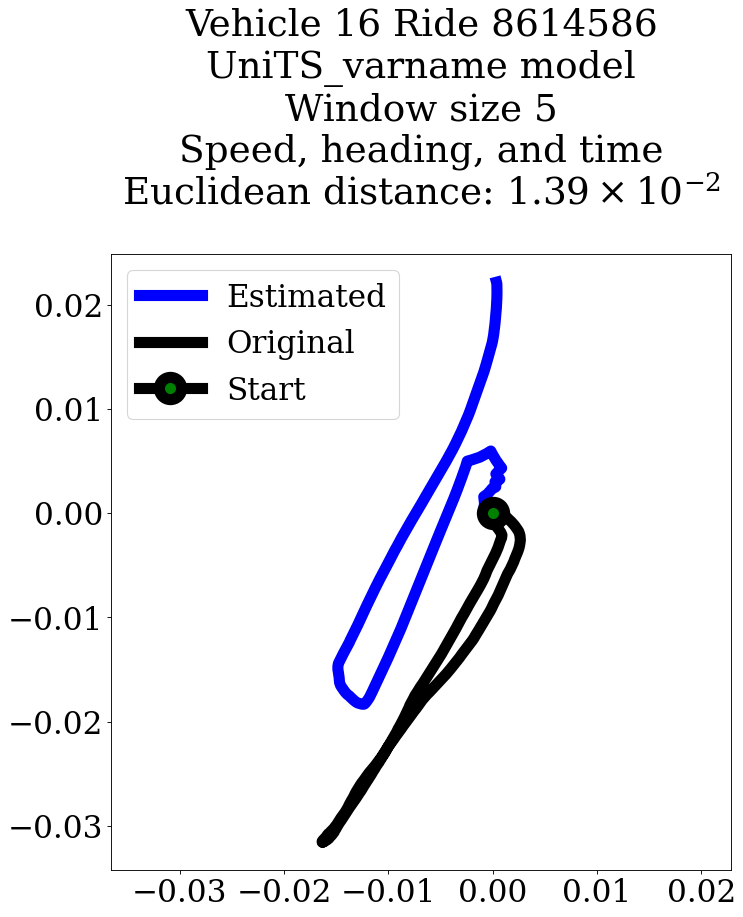 Vehicle 16 Ride 8614586
UniTS_varname model
Window size 5
Speed, heading, and time
Euclidean distance: 1.39 × 10⁻²
Estimated
Original
Start
0.02
0.01
0.00
−0.01
−0.02
−0.03
−0.03 −0.02 −0.01 0.00 0.01 0.02